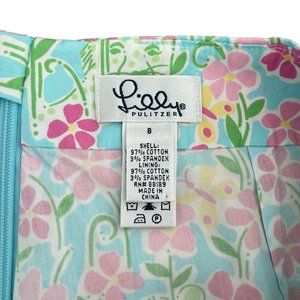 Lilly
PULITZER
8
SHELL:
97% COTTON
3% SPANDEX
LINING:
97% COTTON
3% SPANDEX
RN# 88189
MADE IN
CHINA